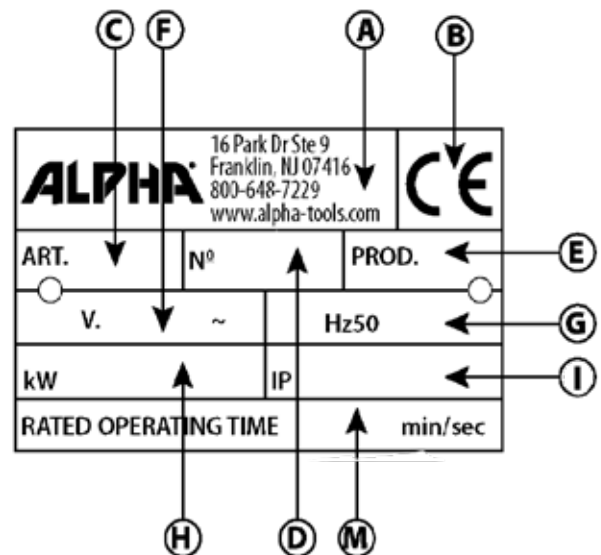 C F A B
ALPHA
16 Park Dr Ste 9
Franklin, NJ 07416
800-648-7229
www.alpha-tools.com
CE
ART. Nº PROD. E
V. ~ Hz50 G
kW IP I
RATED OPERATING TIME min/sec
H D M